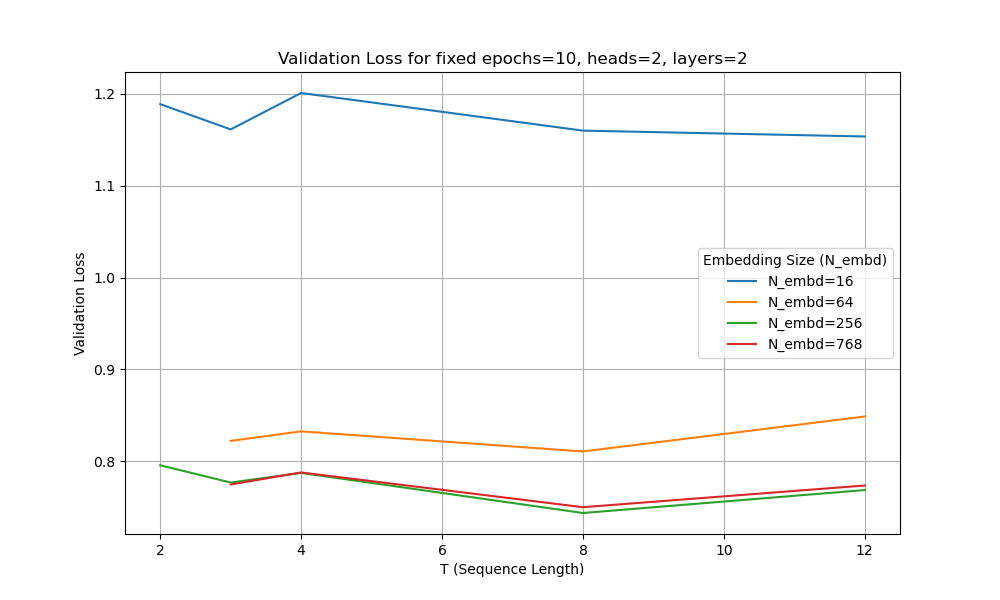 Validation Loss for fixed epochs=10, heads=2, layers=2
Validation Loss
1.2
1.1
1.0
0.9
0.8
Embedding Size (N_embd)
N_embd=16
N_embd=64
N_embd=256
N_embd=768
2 4 6 8 10 12
T (Sequence Length)